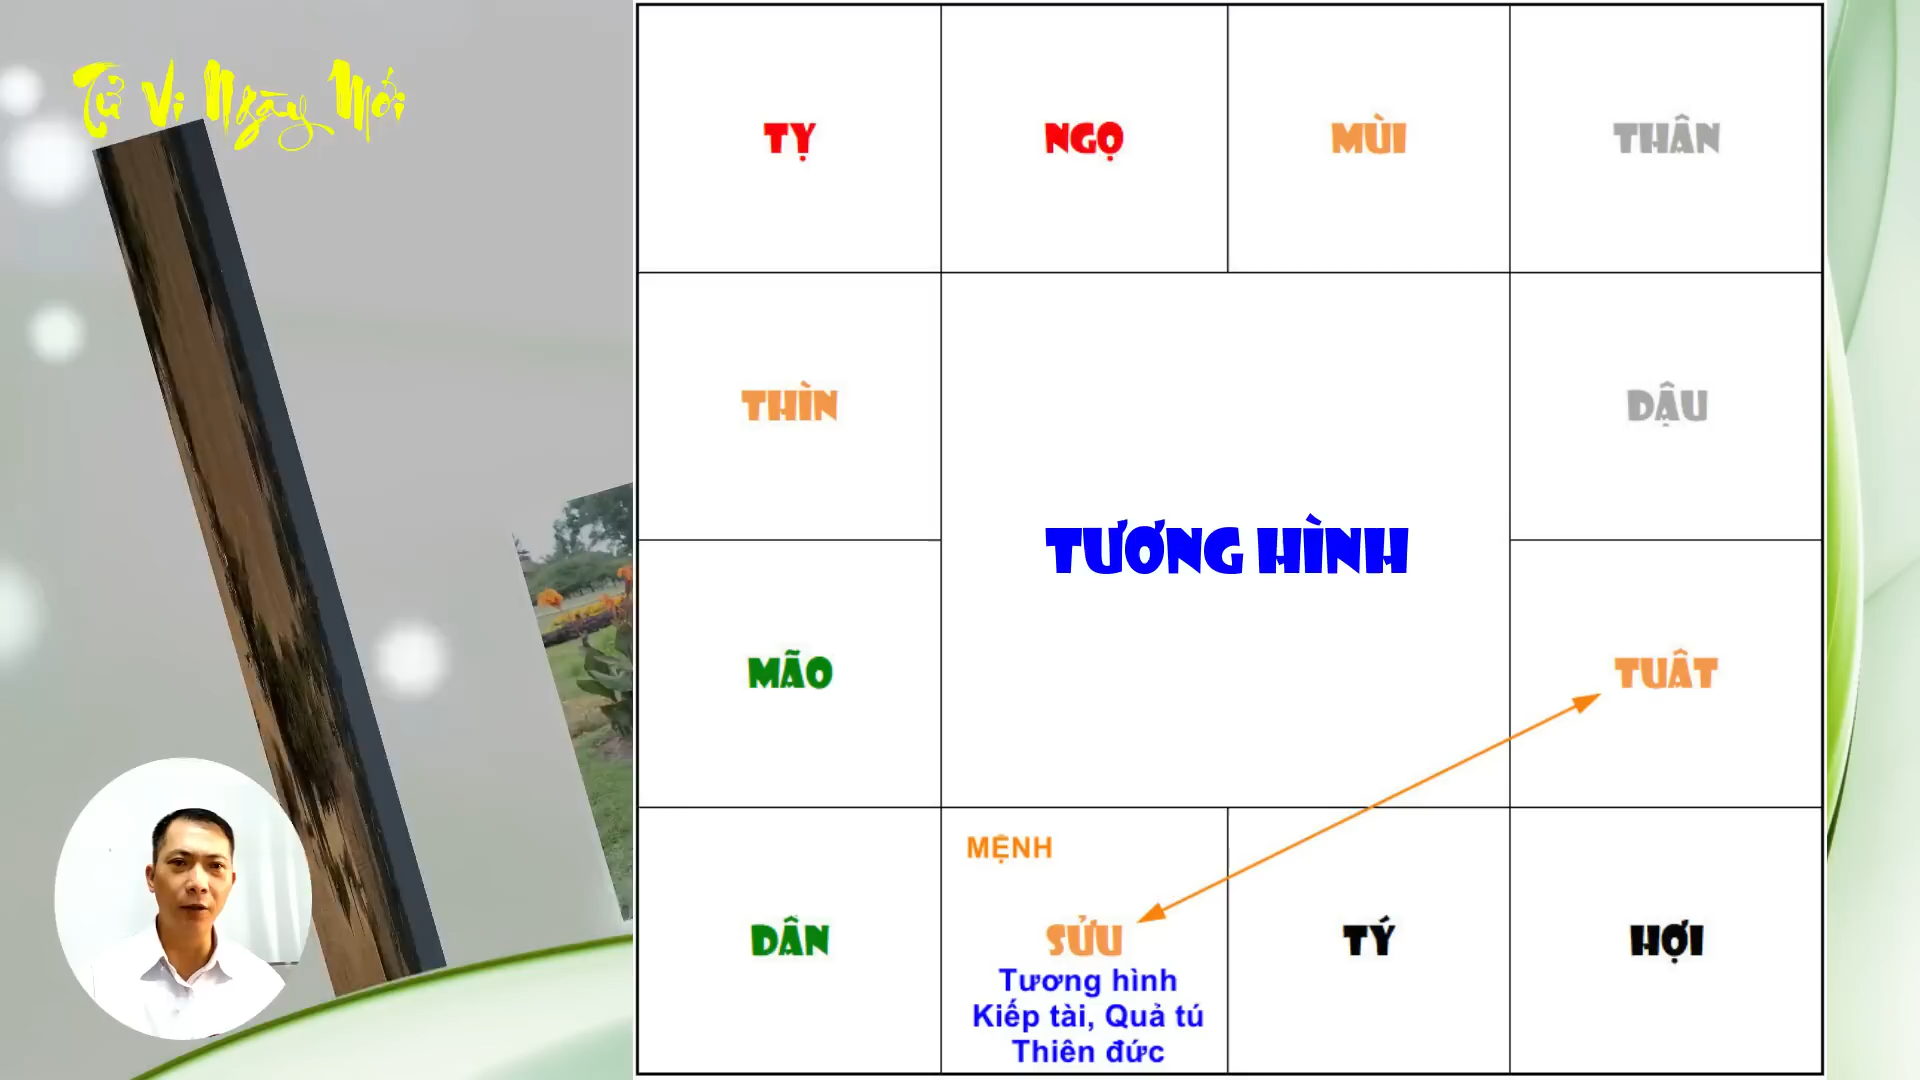 Tử Vi Ngày Mới
TỴ
NGỌ
MÙI
THÂN
THÌN
DẬU
TƯƠNG HÌNH
MÃO
TUÂT
MỆNH
DẦN
SỬU
TÝ
HỢI
Tương hình
Kiếp tài, Quả tú
Thiên đức